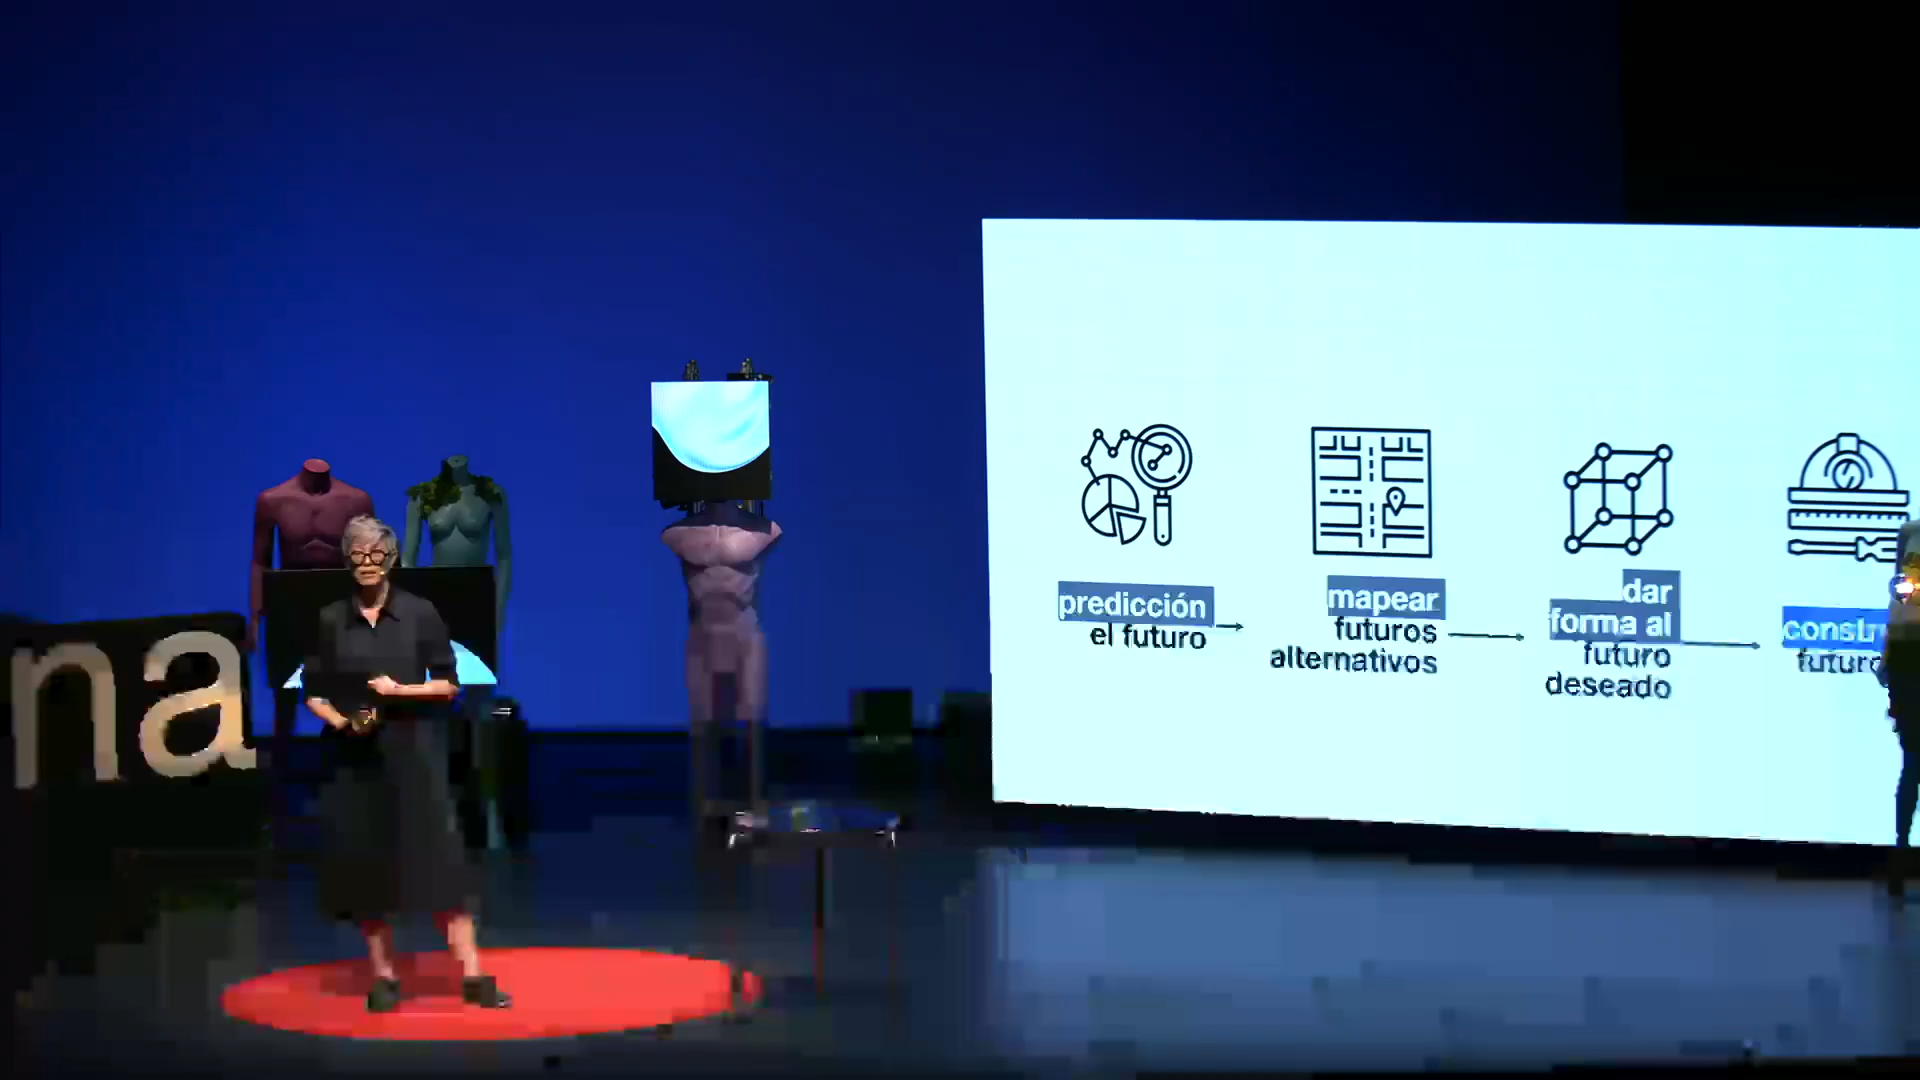 na
predicción
el futuro
mapear
futuros
alternativos
dar
forma al
futuro
deseado